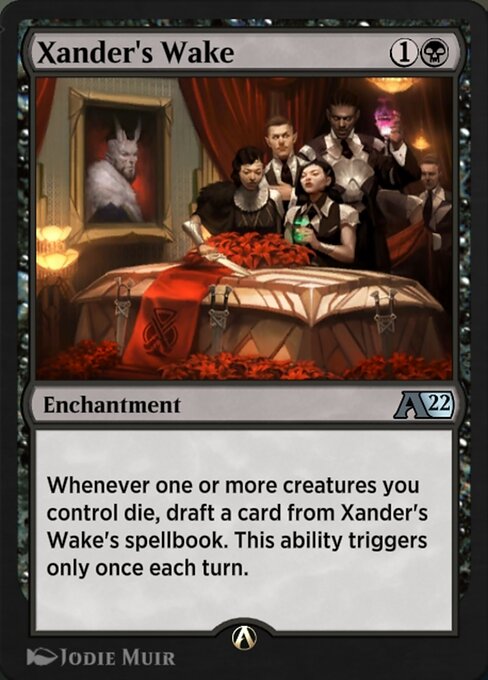 Xander's Wake 1
Enchantment A22
Whenever one or more creatures you
control die, draft a card from Xander's
Wake's spellbook. This ability triggers
only once each turn.
Jodie Muir